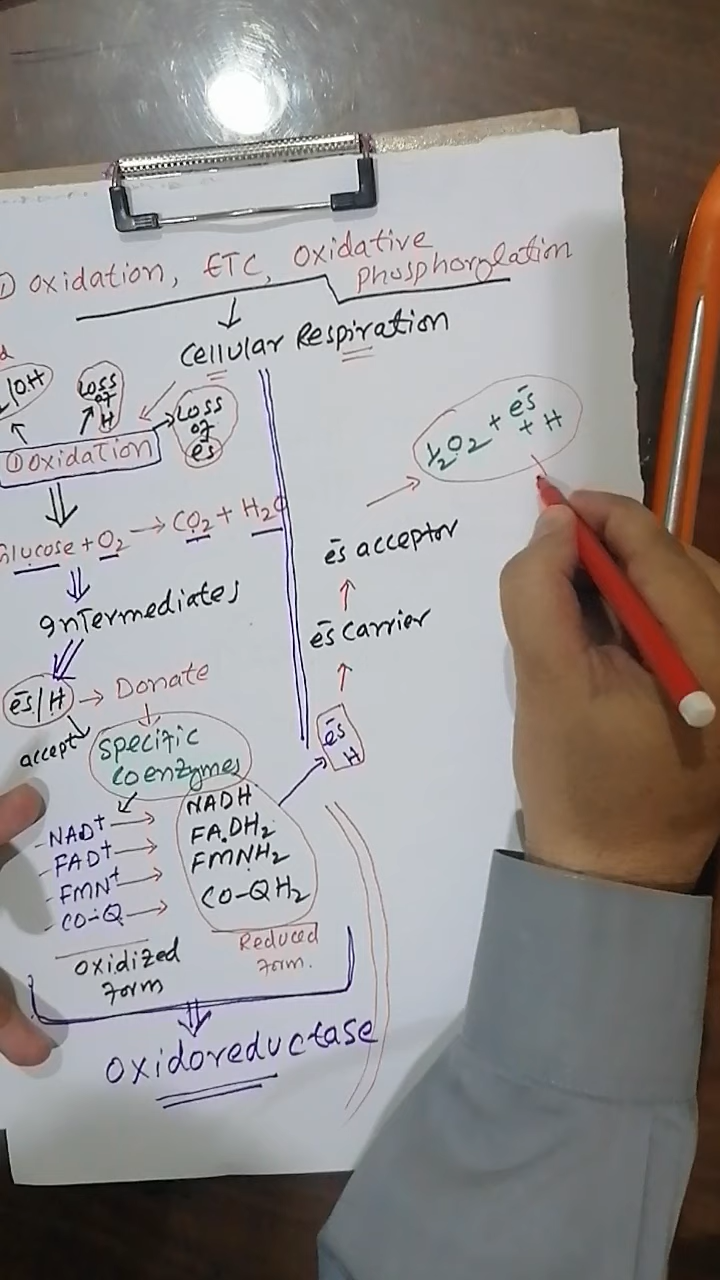 ① Oxidation, ETC, Oxidative
Phosphorylation
Cellular Respiration
Loss
of
H
Loss
of
ēs
① Oxidation
Glucose + O2 → CO2 + H2O
Intermediates
ēs/H → Donate
accept
Specific
coenzymes
NAD+ → NADH
FAD+ → FADH2
FMN+ → FMNH2
CO-Q → CO-QH2
Oxidized
Form
Reduced
Form.
Oxidoreductase
½O2 + ēs
+ H
ēs acceptor
ēs Carrier
ēs
H